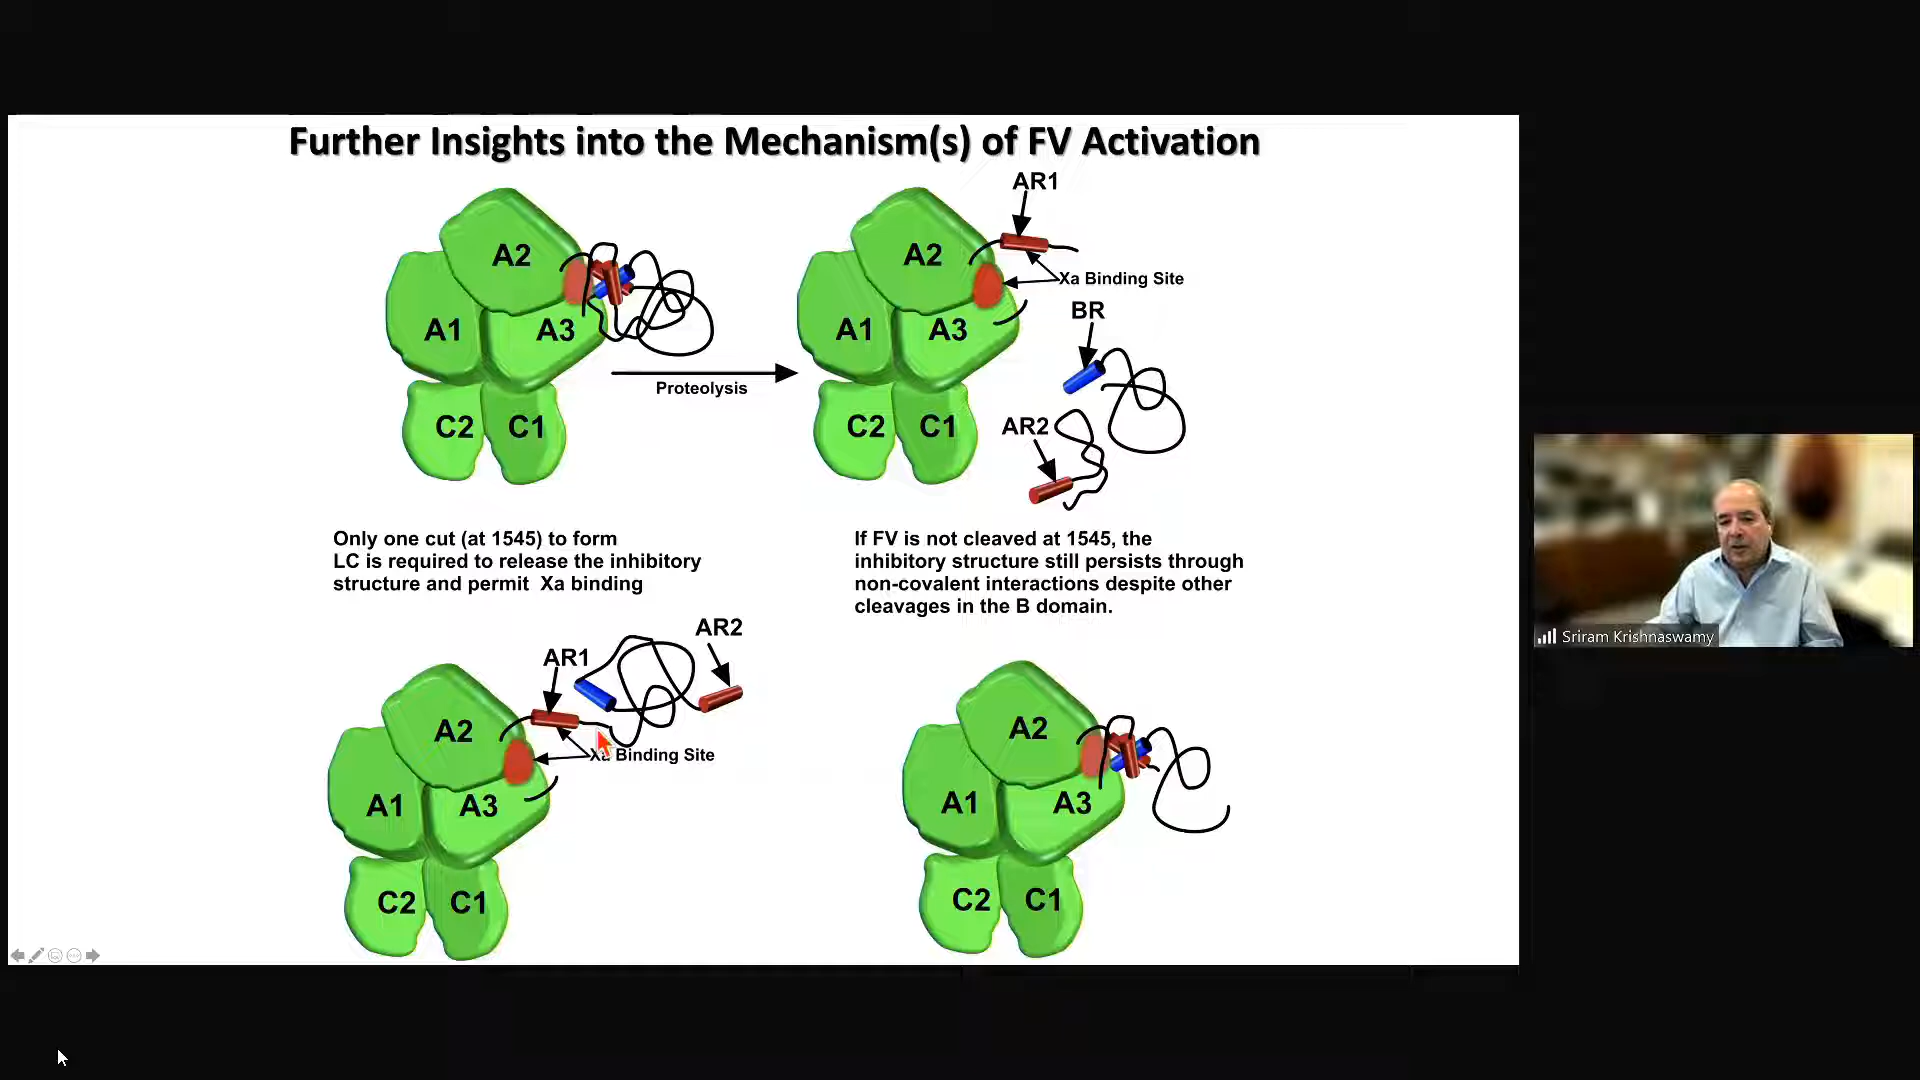 Further Insights into the Mechanism(s) of FV Activation
A2
A1
A3
C2
C1
Proteolysis
AR1
A2
Xa Binding Site
BR
A1
A3
AR2
C2
C1
Only one cut (at 1545) to form
LC is required to release the inhibitory
structure and permit Xa binding
If FV is not cleaved at 1545, the
inhibitory structure still persists through
non-covalent interactions despite other
cleavages in the B domain.
AR2
AR1
A2
Xa Binding Site
A1
A3
C2
C1
A2
A1
A3
C2
C1
Sriram Krishnaswamy